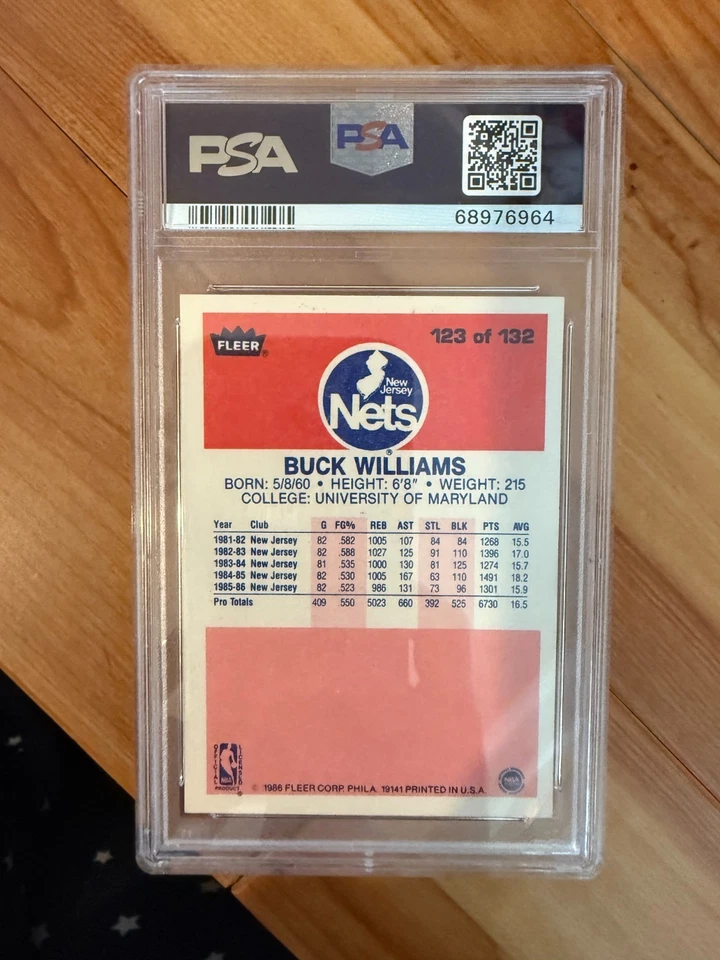 PSA
PSA
68976964
FLEER®
123 of 132
New
Jersey
Nets
®
BUCK WILLIAMS
BORN: 5/8/60 • HEIGHT: 6'8" • WEIGHT: 215
COLLEGE: UNIVERSITY OF MARYLAND
Year Club G FG% REB AST STL BLK PTS AVG
1981-82 New Jersey 82 .582 1005 107 84 84 1268 15.5
1982-83 New Jersey 82 .588 1027 125 91 110 1396 17.0
1983-84 New Jersey 81 .535 1000 130 81 125 1274 15.7
1984-85 New Jersey 82 .530 1005 167 63 110 1491 18.2
1985-86 New Jersey 82 .523 986 131 73 96 1301 15.9
Pro Totals 409 .550 5023 660 392 525 6730 16.5
OFFICIAL LICENSED
NBA
PRODUCT ®
© 1986 FLEER CORP. PHILA. 19141 PRINTED IN U.S.A.